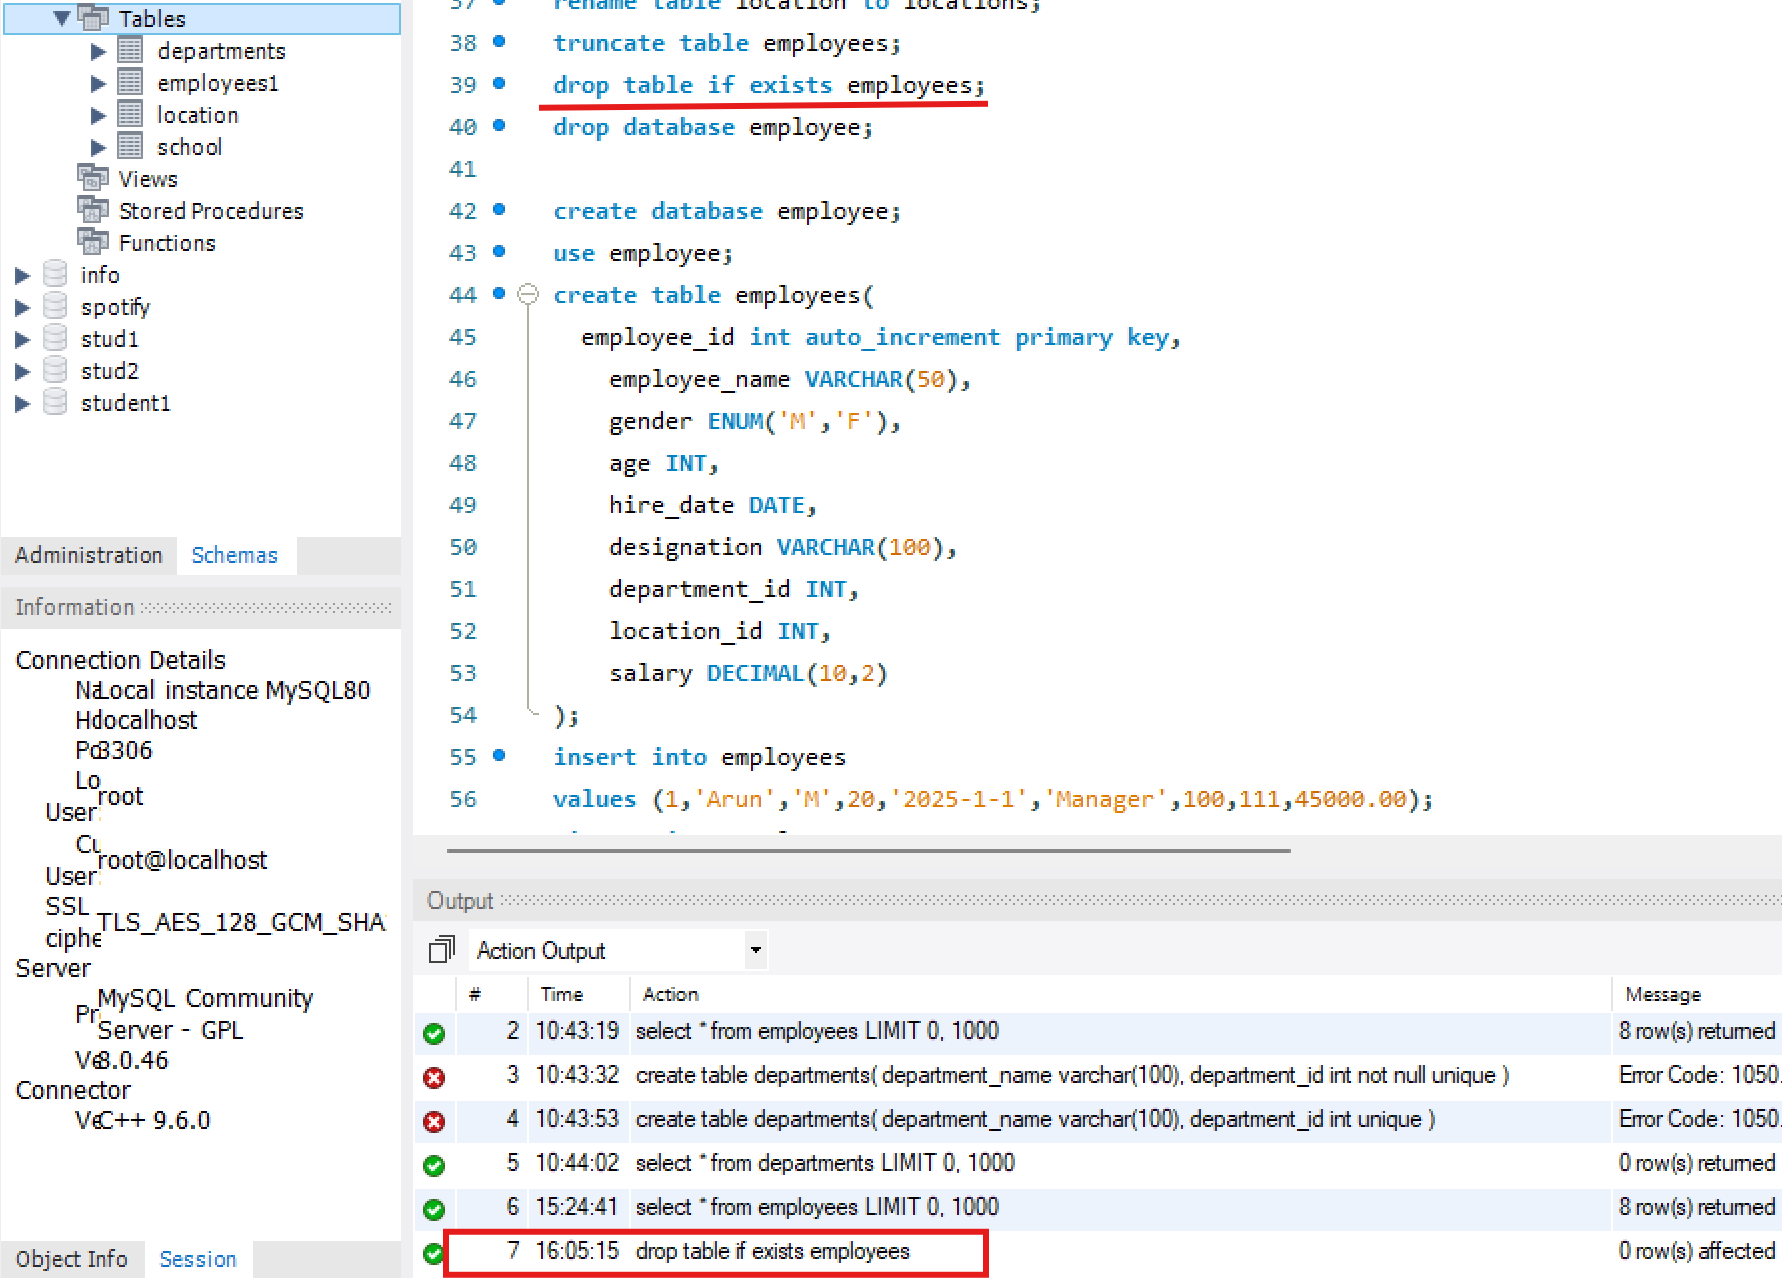 Tables
departments
employees1
location
school
Views
Stored Procedures
Functions
info
spotify
stud1
stud2
student1
Administration
Schemas
Information
Connection Details
Local instance MySQL80
localhost
3306
Lo
root
User:
Cu
root@localhost
User:
SSL
TLS_AES_128_GCM_SHA
ciphe
Server
MySQL Community
Pr
Server - GPL
8.0.46
Connector
C++ 9.6.0
Object Info
Session
37 rename table location to locations;
38 truncate table employees;
39 drop table if exists employees;
40 drop database employee;
41
42 create database employee;
43 use employee;
44 create table employees(
45 employee_id int auto_increment primary key,
46 employee_name VARCHAR(50),
47 gender ENUM('M','F'),
48 age INT,
49 hire_date DATE,
50 designation VARCHAR(100),
51 department_id INT,
52 location_id INT,
53 salary DECIMAL(10,2)
54 );
55 insert into employees
56 values (1,'Arun','M',20,'2025-1-1','Manager',100,111,45000.00);
Output
Action Output
# Time Action Message
2 10:43:19 select * from employees LIMIT 0, 1000 8 row(s) returned
3 10:43:32 create table departments( department_name varchar(100), department_id int not null unique ) Error Code: 1050.
4 10:43:53 create table departments( department_name varchar(100), department_id int unique ) Error Code: 1050.
5 10:44:02 select * from departments LIMIT 0, 1000 0 row(s) returned
6 15:24:41 select * from employees LIMIT 0, 1000 8 row(s) returned
7 16:05:15 drop table if exists employees 0 row(s) affected